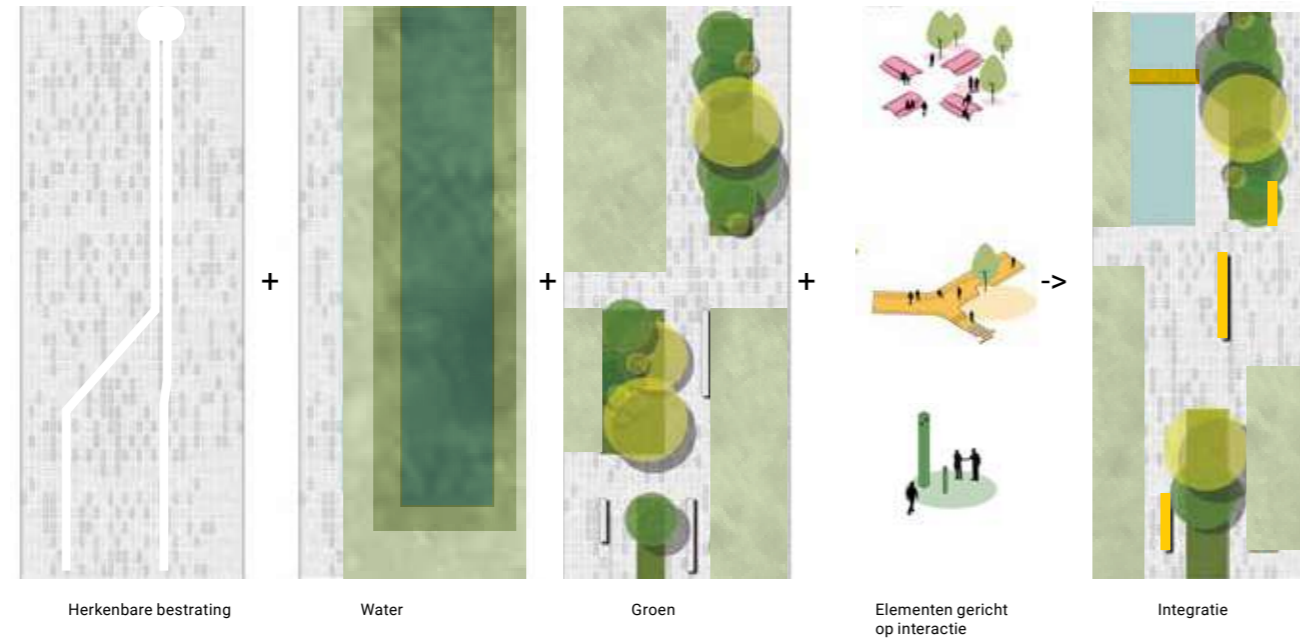 + + + ->
Herkenbare bestrating
Water
Groen
Elementen gericht
op interactie
Integratie